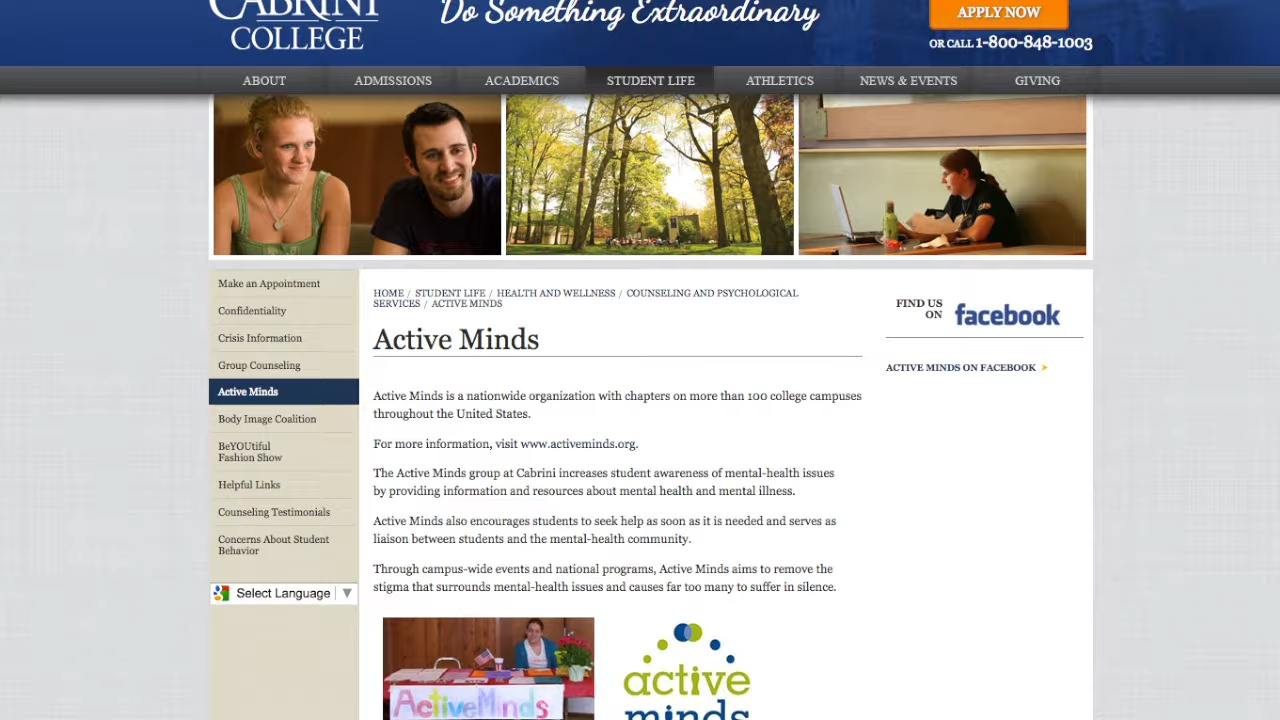 CABRINI
COLLEGE
Do Something Extraordinary
APPLY NOW
OR CALL 1-800-848-1003
ABOUT
ADMISSIONS
ACADEMICS
STUDENT LIFE
ATHLETICS
NEWS & EVENTS
GIVING
Make an Appointment
Confidentiality
Crisis Information
Group Counseling
Active Minds
Body Image Coalition
BeYOUtiful
Fashion Show
Helpful Links
Counseling Testimonials
Concerns About Student
Behavior
Select Language ▼
HOME / STUDENT LIFE / HEALTH AND WELLNESS / COUNSELING AND PSYCHOLOGICAL
SERVICES / ACTIVE MINDS
Active Minds
Active Minds is a nationwide organization with chapters on more than 100 college campuses
throughout the United States.
For more information, visit www.activeminds.org.
The Active Minds group at Cabrini increases student awareness of mental-health issues
by providing information and resources about mental health and mental illness.
Active Minds also encourages students to seek help as soon as it is needed and serves as
liaison between students and the mental-health community.
Through campus-wide events and national programs, Active Minds aims to remove the
stigma that surrounds mental-health issues and causes far too many to suffer in silence.
ActiveMinds
active
minds
FIND US
ON
facebook
ACTIVE MINDS ON FACEBOOK